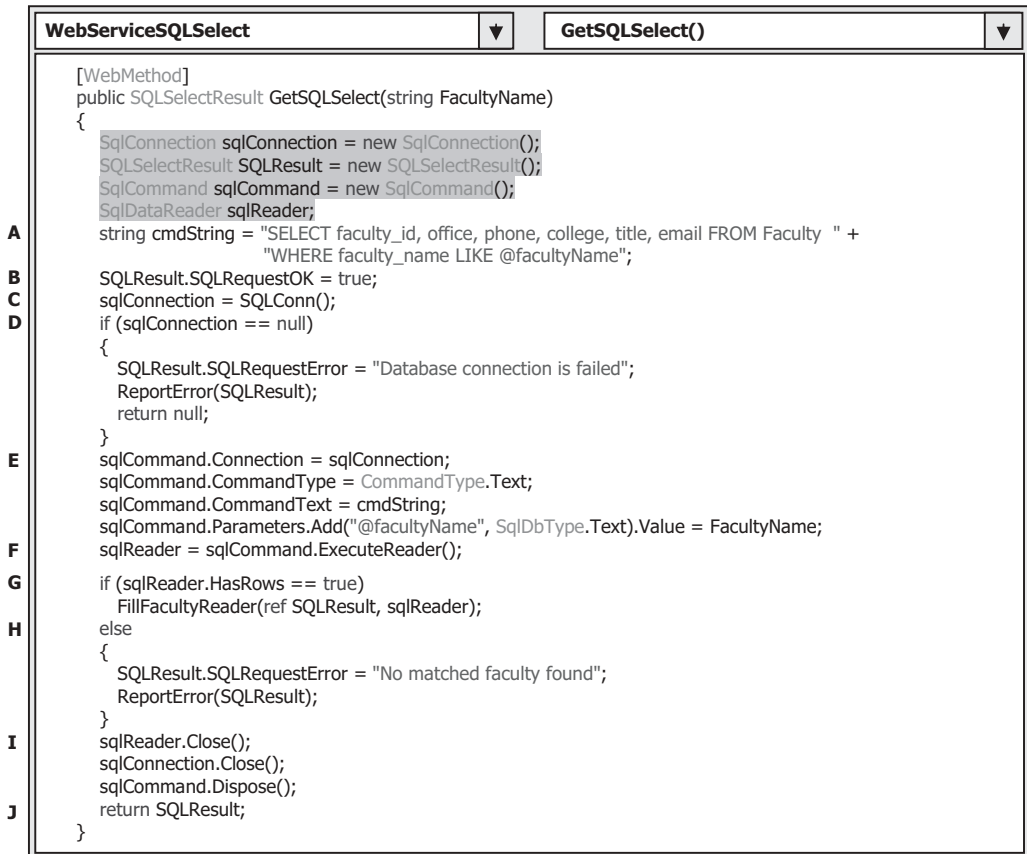 WebServiceSQLSelect GetSQLSelect()
[WebMethod]
public SQLSelectResult GetSQLSelect(string FacultyName)
{
SqlConnection sqlConnection = new SqlConnection();
SQLSelectResult SQLResult = new SQLSelectResult();
SqlCommand sqlCommand = new SqlCommand();
SqlDataReader sqlReader;
A string cmdString = "SELECT faculty_id, office, phone, college, title, email FROM Faculty " +
"WHERE faculty_name LIKE @facultyName";
B SQLResult.SQLRequestOK = true;
C sqlConnection = SQLConn();
D if (sqlConnection == null)
{
SQLResult.SQLRequestError = "Database connection is failed";
ReportError(SQLResult);
return null;
}
E sqlCommand.Connection = sqlConnection;
sqlCommand.CommandType = CommandType.Text;
sqlCommand.CommandText = cmdString;
sqlCommand.Parameters.Add("@facultyName", SqlDbType.Text).Value = FacultyName;
F sqlReader = sqlCommand.ExecuteReader();
G if (sqlReader.HasRows == true)
FillFacultyReader(ref SQLResult, sqlReader);
H else
{
SQLResult.SQLRequestError = "No matched faculty found";
ReportError(SQLResult);
}
I sqlReader.Close();
sqlConnection.Close();
sqlCommand.Dispose();
J return SQLResult;
}